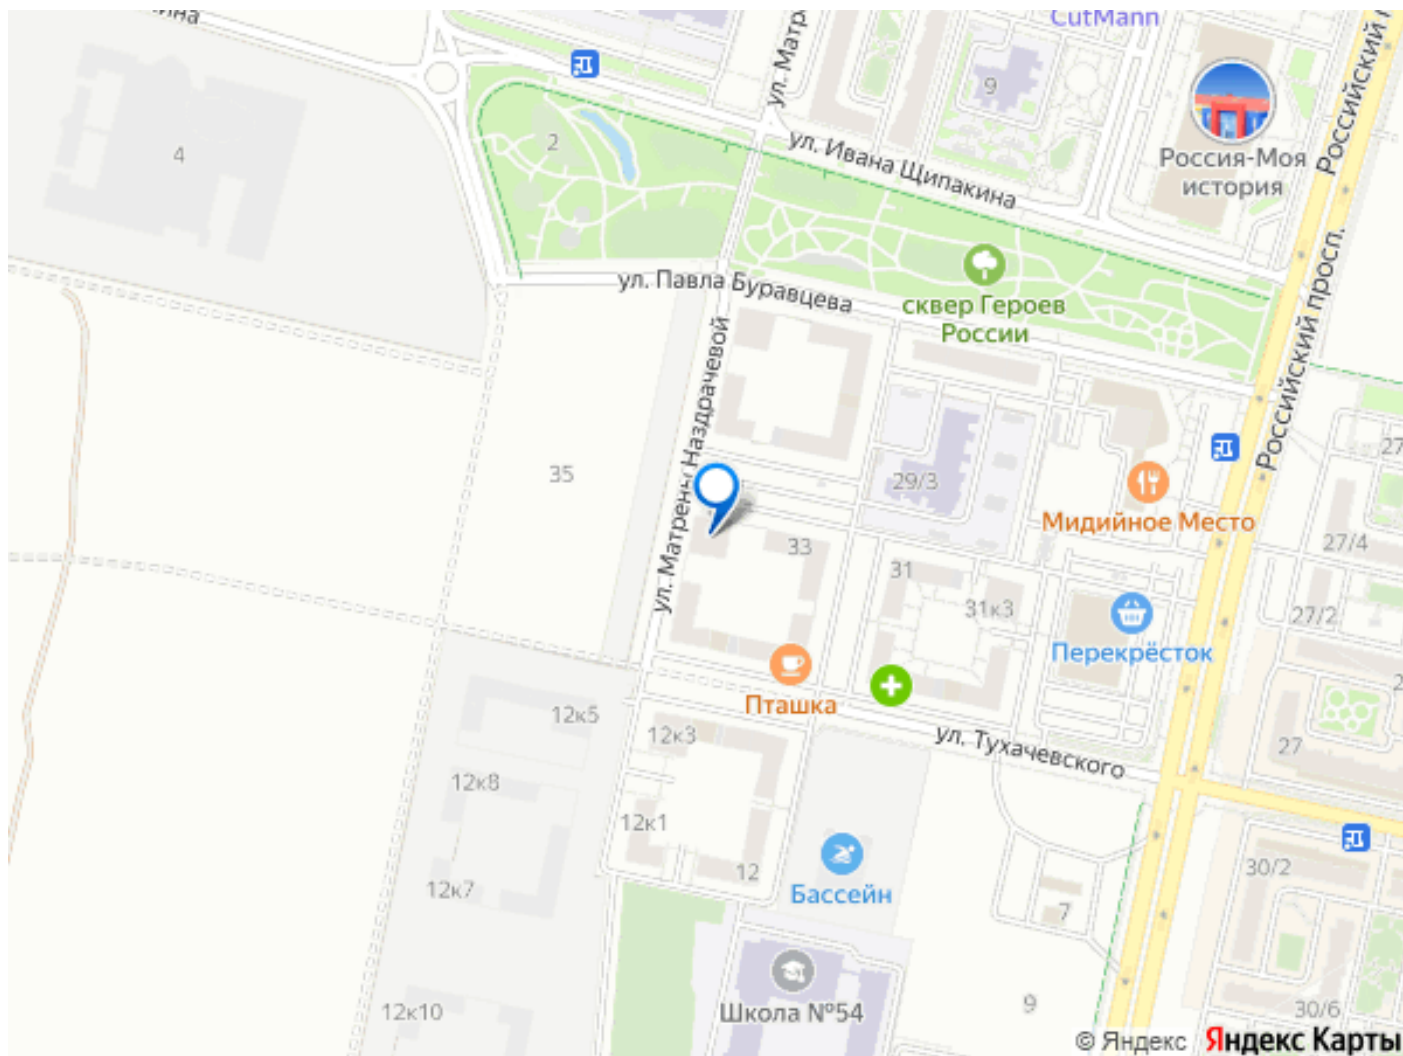 CutMann
ул. Матр
Российский
9
4
2
ул. Ивана Щипакина
Россия-Моя
история
ул. Павла Буравцева
сквер Героев
России
Российский просп.
ул. Матрены Наздрачевой
35
29/3
27
Мидийное Место
27/4
33
31
31к3
27/2
Перекрёсток
Пташка
12к5
12к3
ул. Тухачевского
27
12к8
12к1
12
30/2
12к7
Бассейн
7
Школа №54
9
12к10
30/6
© Яндекс Яндекс Карты